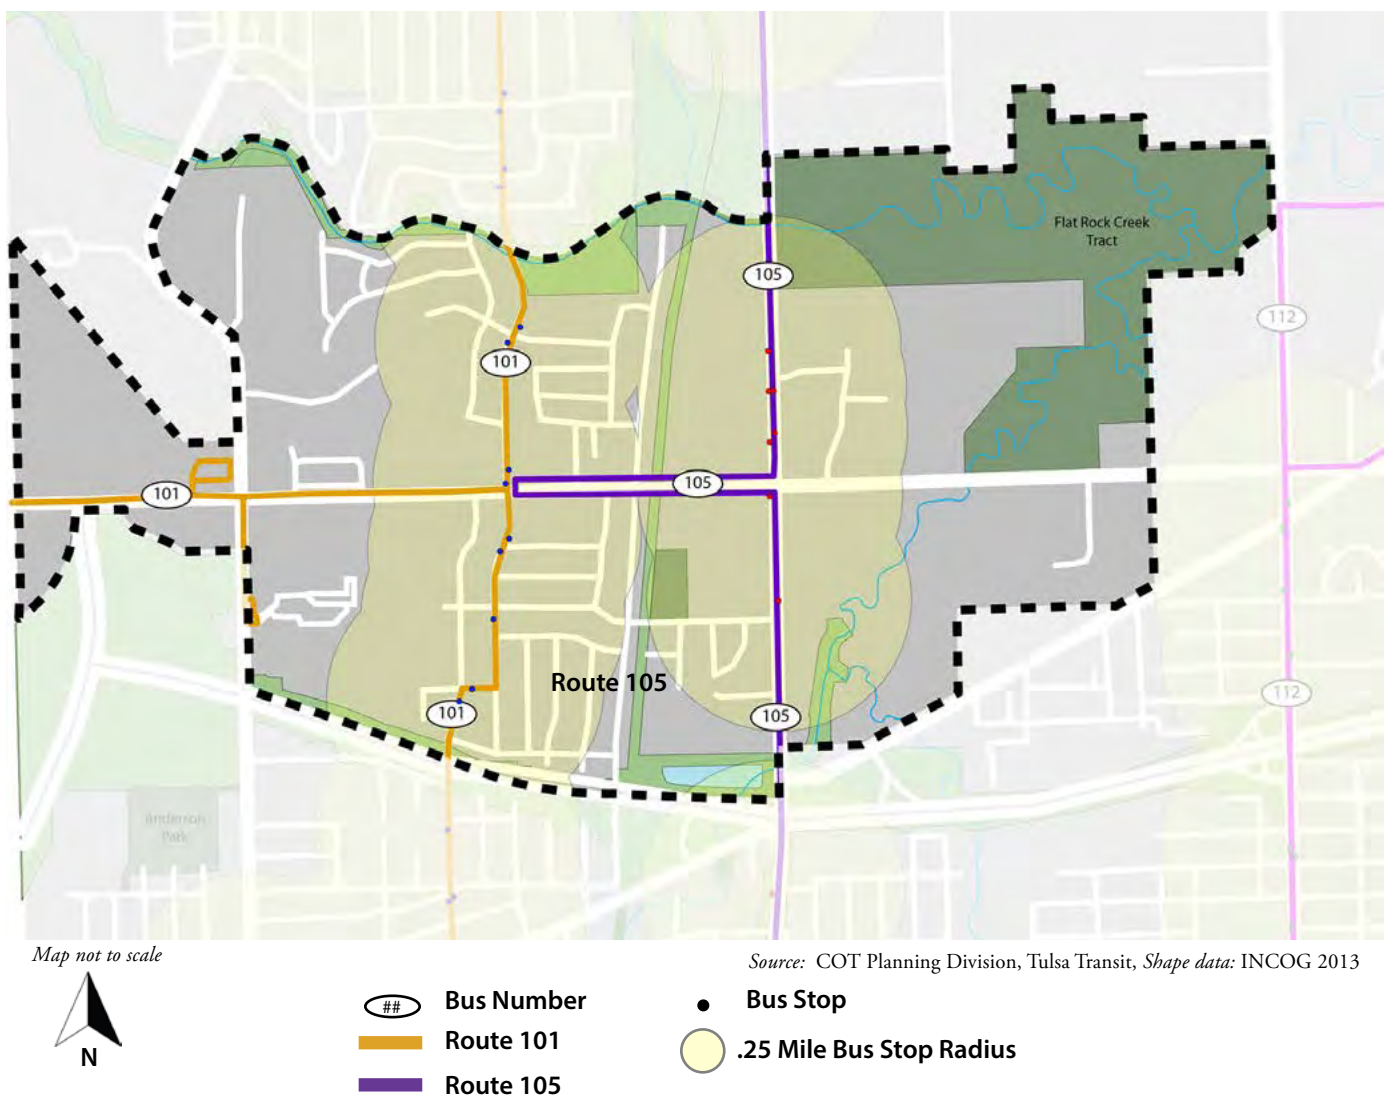 Flat Rock Creek
Tract
105
112
101
105
101
Route 105
112
101
105
Anderson
Park
Map not to scale
Source: COT Planning Division, Tulsa Transit, Shape data: INCOG 2013
N
## Bus Number
Bus Stop
Route 101
.25 Mile Bus Stop Radius
Route 105